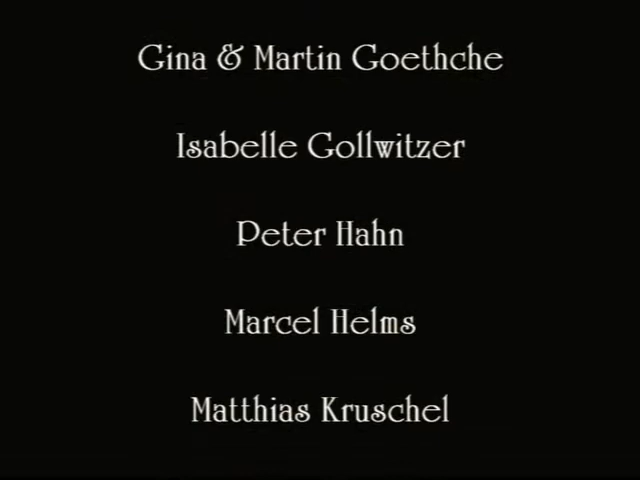 Gina & Martin Goethche
Isabelle Gollwitzer
Peter Hahn
Marcel Helms
Matthias Kruschel